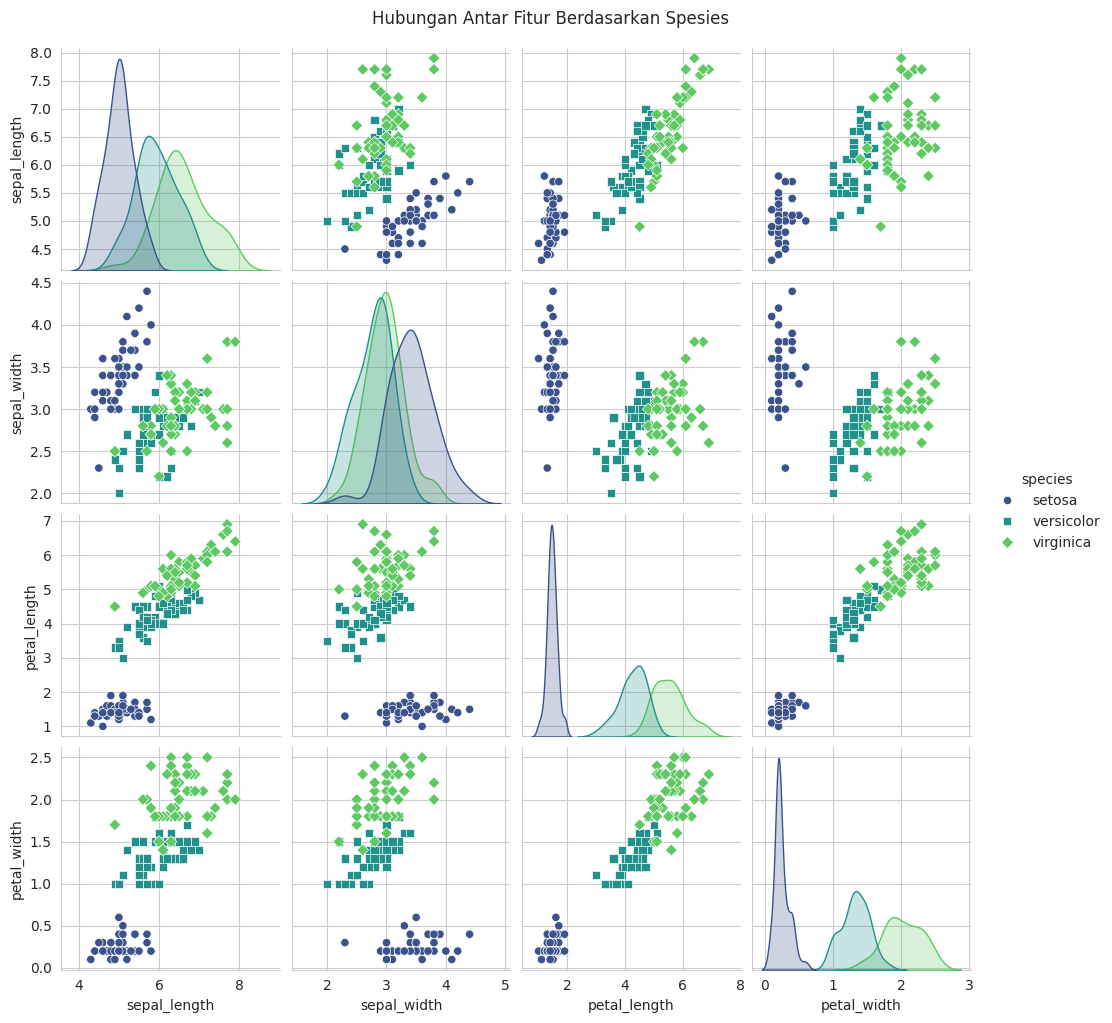 Hubungan Antar Fitur Berdasarkan Spesies
sepal_length
8.0
7.5
7.0
6.5
6.0
5.5
5.0
4.5
sepal_width
4.5
4.0
3.5
3.0
2.5
2.0
species
setosa
versicolor
virginica
petal_length
7
6
5
4
3
2
1
petal_width
2.5
2.0
1.5
1.0
0.5
0.0
4 6 8
2 3 4 5
2 4 6 8
0 1 2 3
sepal_length sepal_width petal_length petal_width